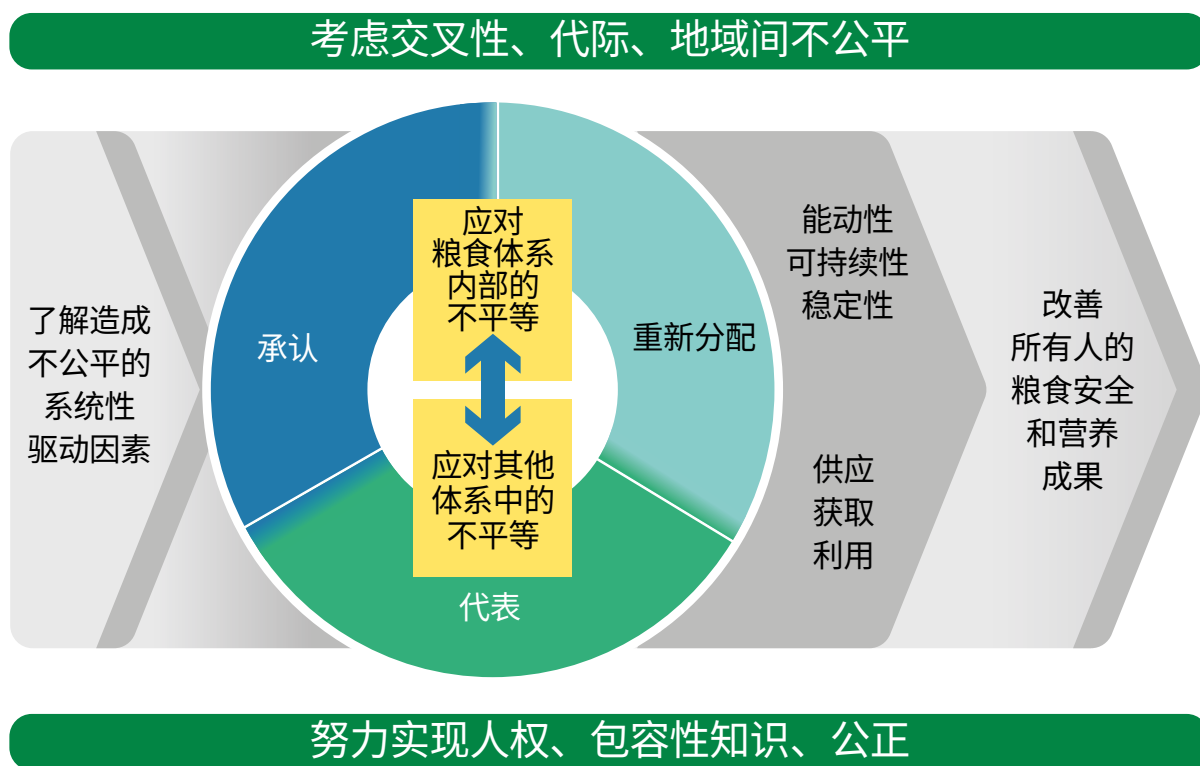 考虑交叉性、代际、地域间不公平
了解造成
不公平的
系统性
驱动因素
承认
应对
粮食体系
内部的
不平等
重新分配
应对其他
体系中的
不平等
代表
能动性
可持续性
稳定性
供应
获取
利用
改善
所有人的
粮食安全
和营养
成果
努力实现人权、包容性知识、公正